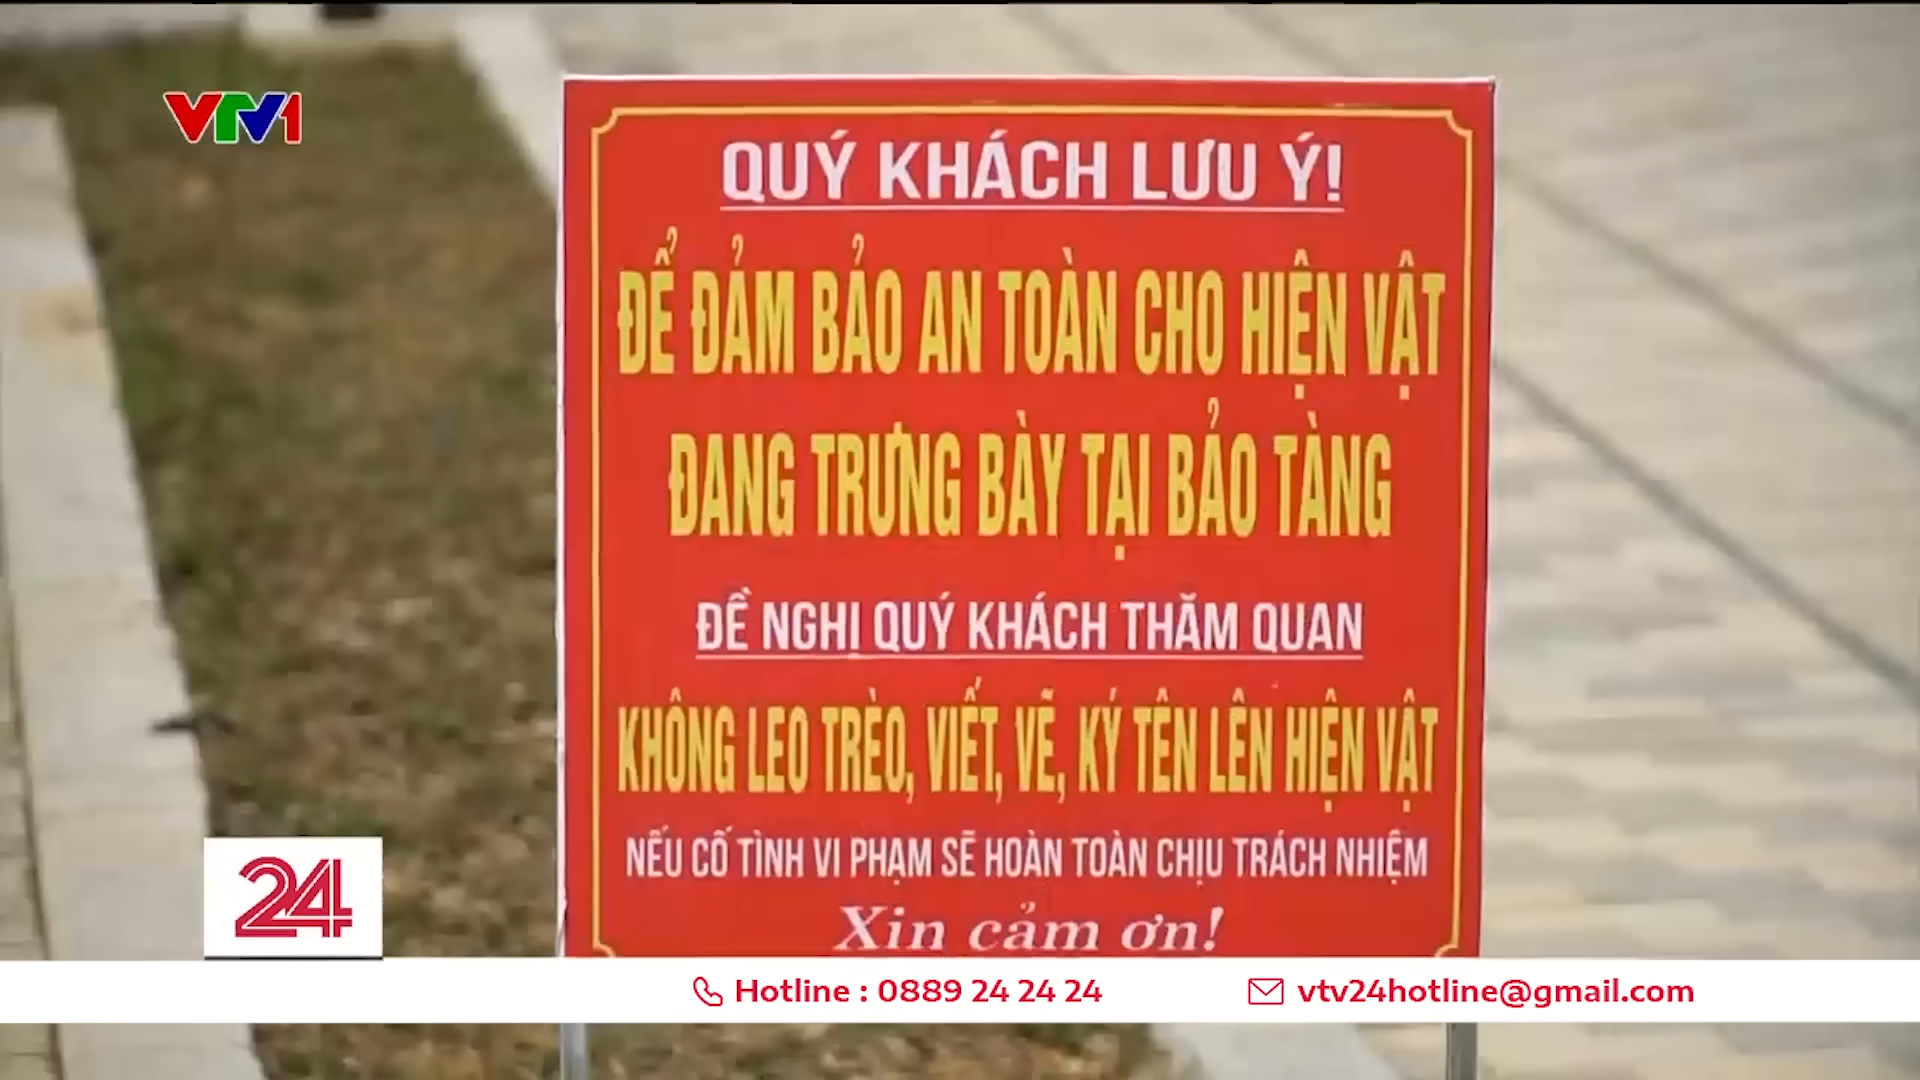 VTV1
QUÝ KHÁCH LƯU Ý!
ĐỂ ĐẢM BẢO AN TOÀN CHO HIỆN VẬT
ĐANG TRƯNG BÀY TẠI BẢO TÀNG
ĐỀ NGHỊ QUÝ KHÁCH THĂM QUAN
KHÔNG LEO TRÈO, VIẾT, VẼ, KÝ TÊN LÊN HIỆN VẬT
NẾU CỐ TÌNH VI PHẠM SẼ HOÀN TOÀN CHỊU TRÁCH NHIỆM
Xin cảm ơn!
24
Hotline : 0889 24 24 24
vtv24hotline@gmail.com